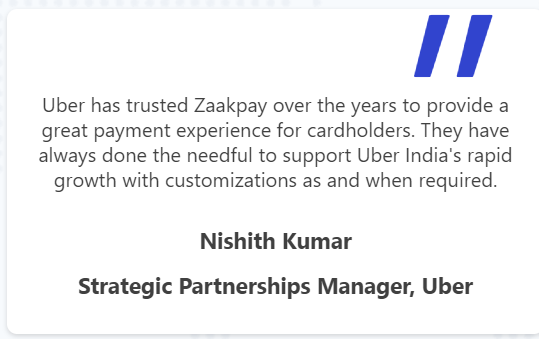 Uber has trusted Zaakpay over the years to provide a
great payment experience for cardholders. They have
always done the needful to support Uber India's rapid
growth with customizations as and when required.
Nishith Kumar
Strategic Partnerships Manager, Uber